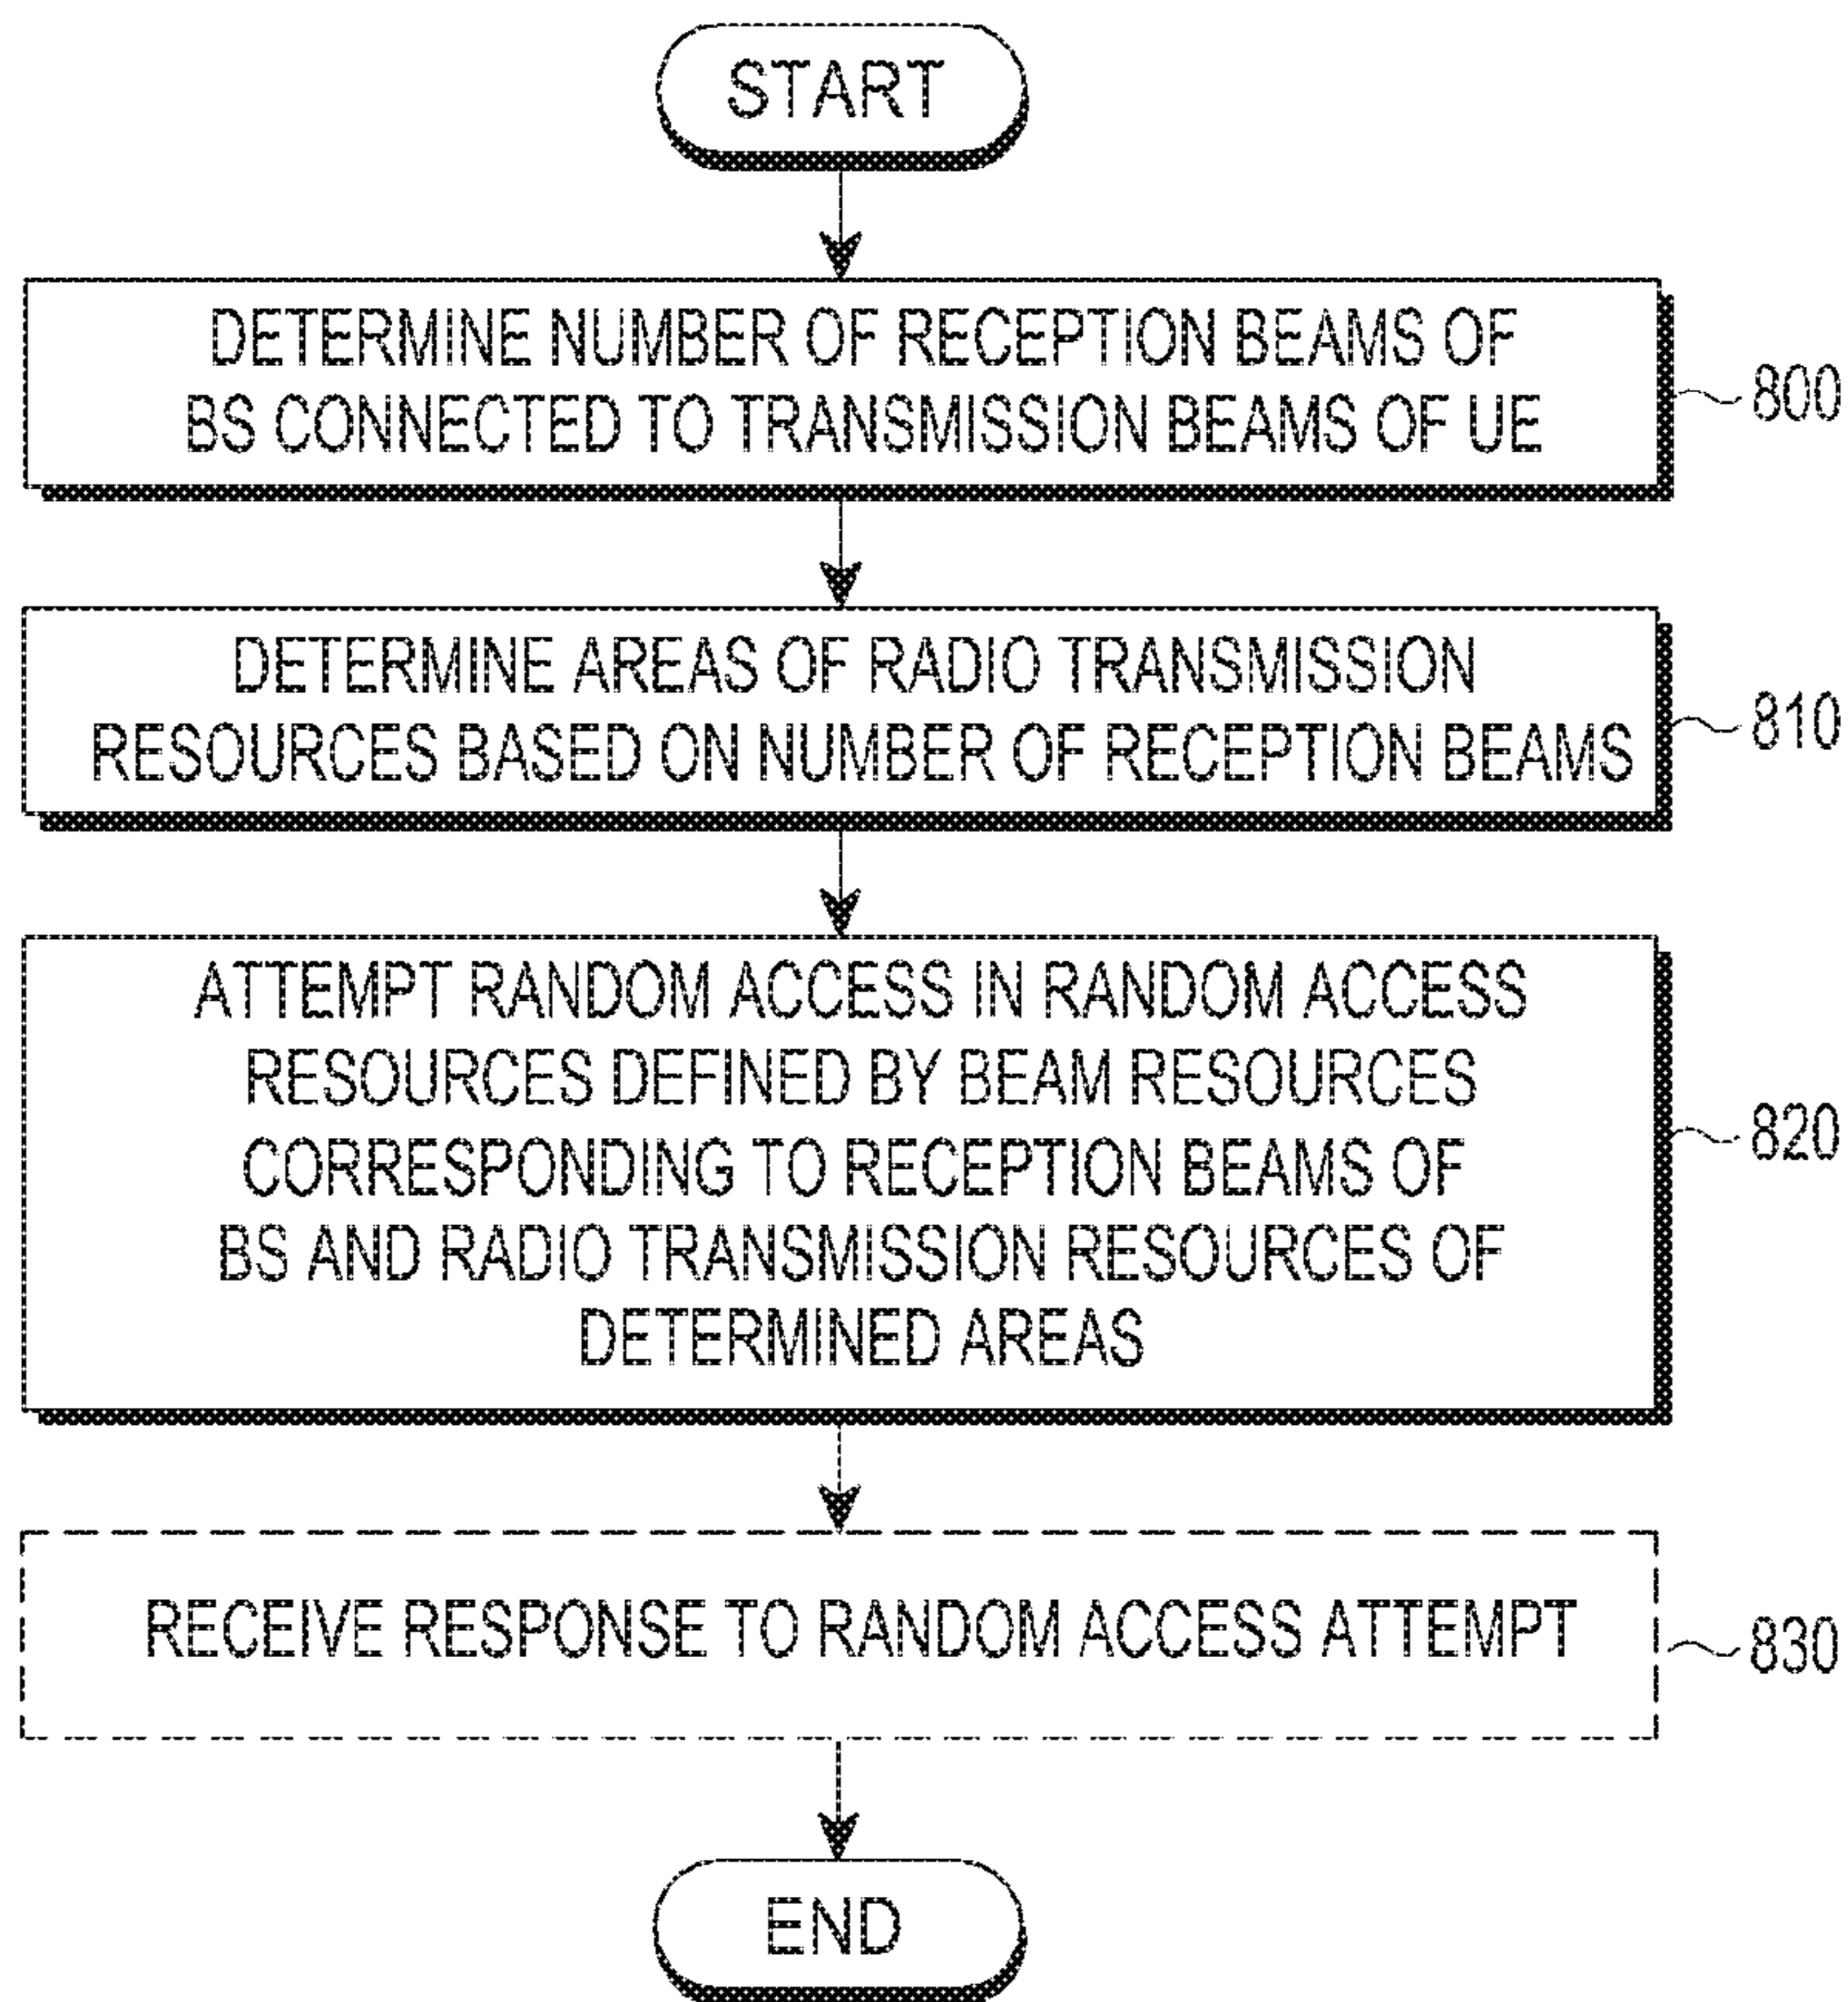 START
DETERMINE NUMBER OF RECEPTION BEAMS OF
BS CONNECTED TO TRANSMISSION BEAMS OF UE
800
DETERMINE AREAS OF RADIO TRANSMISSION
RESOURCES BASED ON NUMBER OF RECEPTION BEAMS
810
ATTEMPT RANDOM ACCESS IN RANDOM ACCESS
RESOURCES DEFINED BY BEAM RESOURCES
CORRESPONDING TO RECEPTION BEAMS OF
BS AND RADIO TRANSMISSION RESOURCES OF
DETERMINED AREAS
820
RECEIVE RESPONSE TO RANDOM ACCESS ATTEMPT
830
END